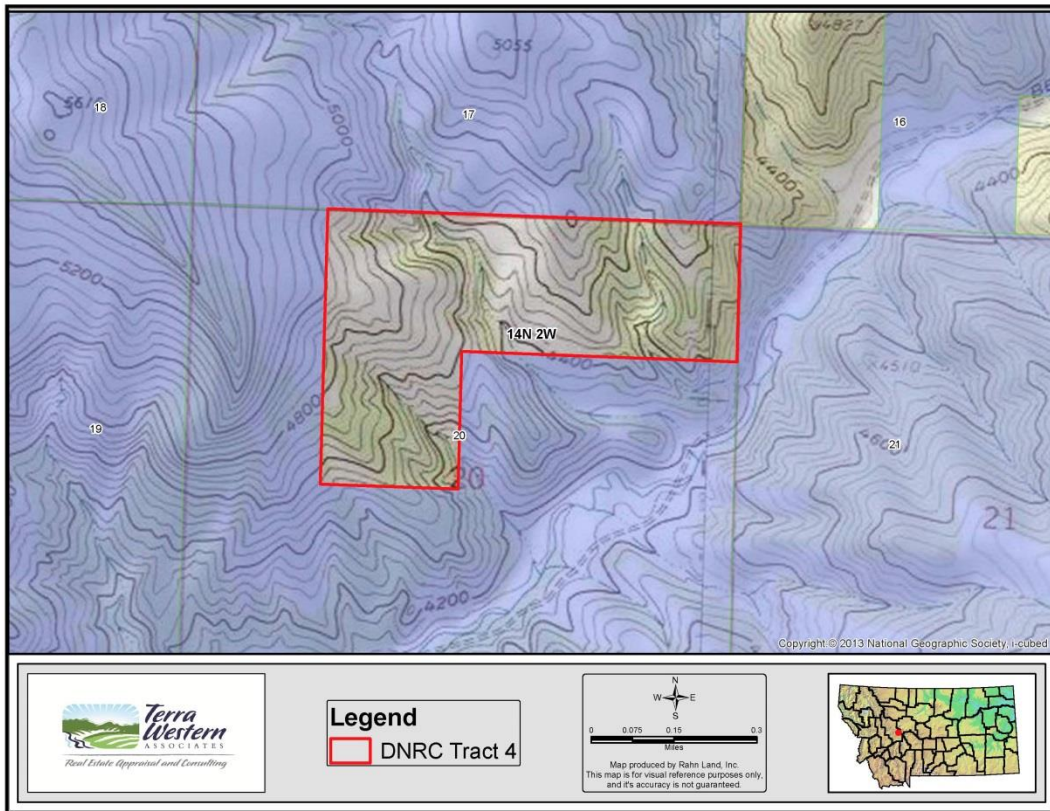 4827
5055
5616
18
17
16
5000
4400
4400
5200
14N 2W
4400
4510
4800
19
20
21
20
21
4200
Copyright:© 2013 National Geographic Society, i-cubed
Terra
Western
ASSOCIATES
Real Estate Appraisal and Consulting
Legend
DNRC Tract 4
N
W E
S
0 0.075 0.15 0.3
Miles
Map produced by Rahn Land, Inc.
This map is for visual reference purposes only,
and it's accuracy is not guaranteed.